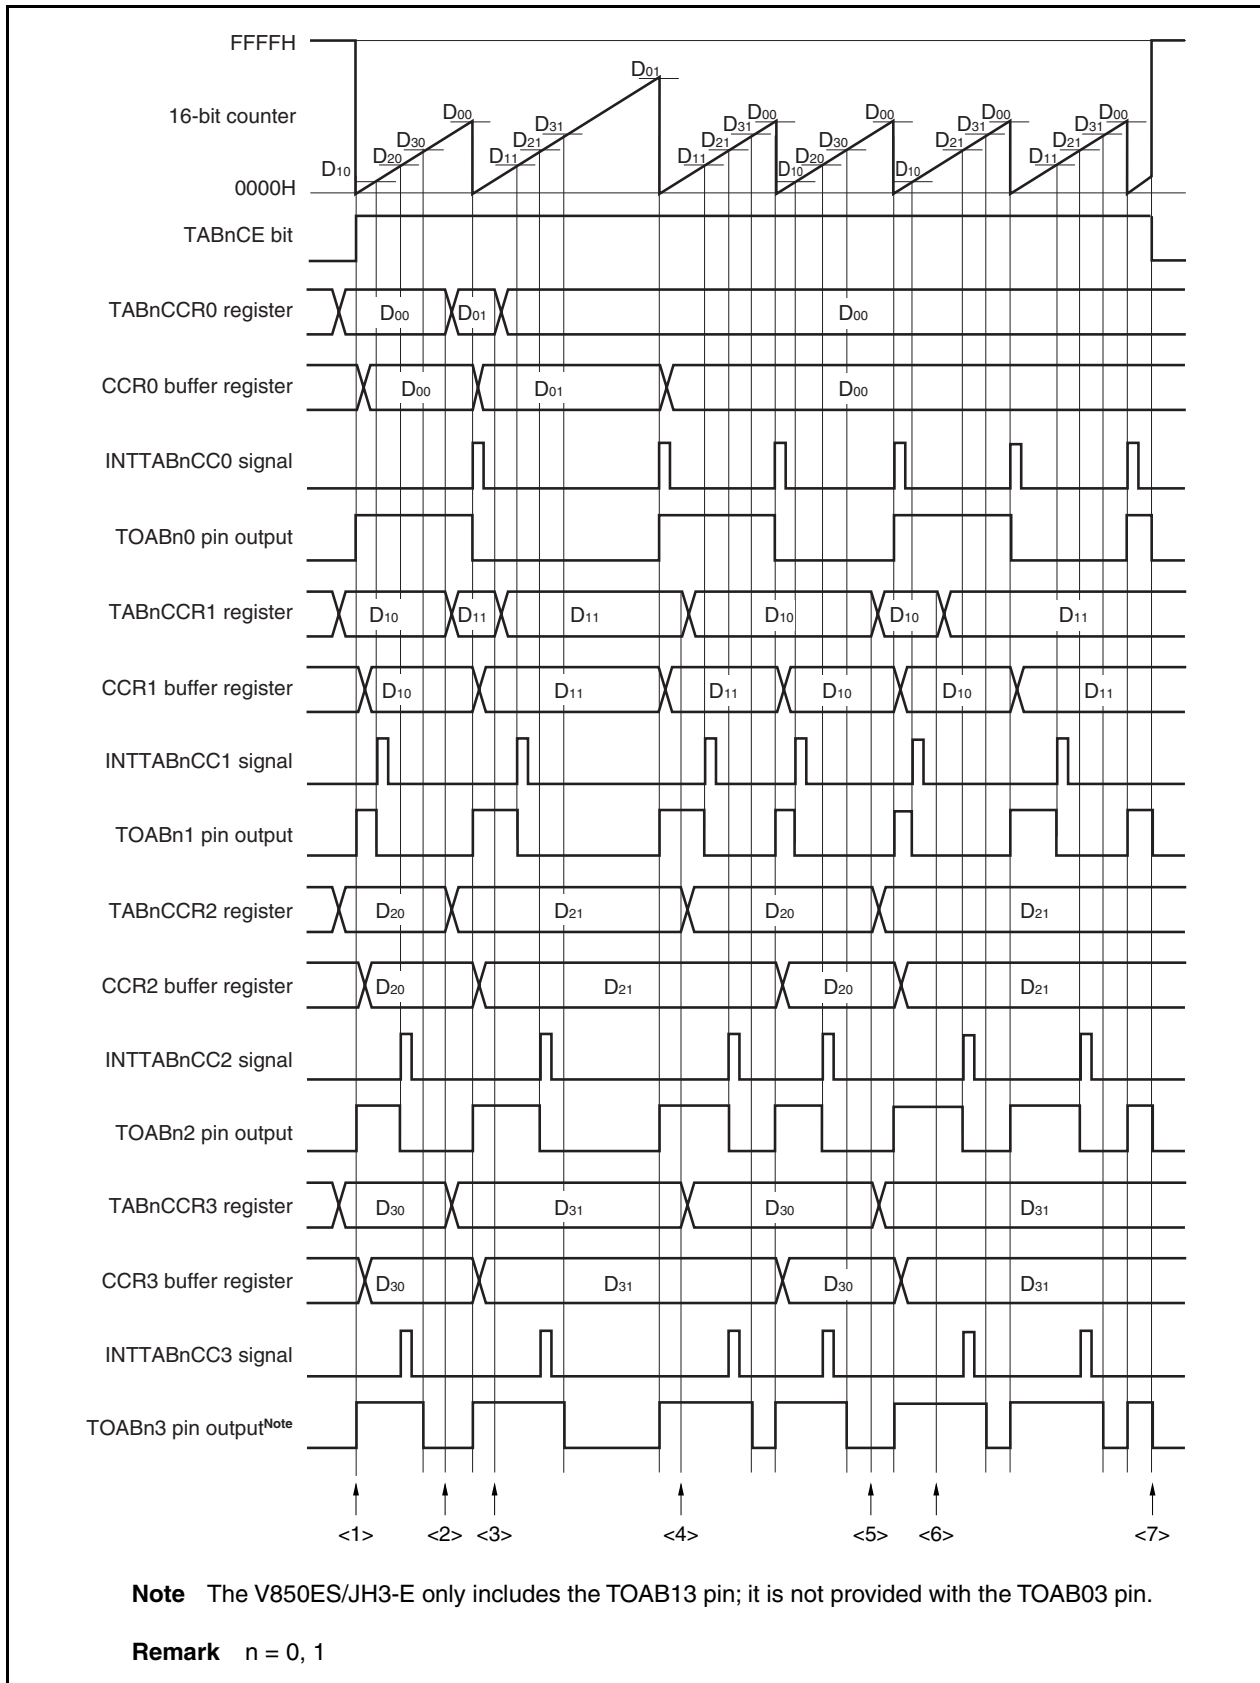 FFFFH
D01
16-bit counter
D00 D00 D00 D00 D00
D31 D31 D31 D31
D30 D30
D21 D21 D21 D21
D20 D20
D11 D11 D11
D10 D10 D10
0000H
TABnCE bit
TABnCCR0 register D00 D01 D00
CCR0 buffer register D00 D01 D00
INTTABnCC0 signal
TOABn0 pin output
TABnCCR1 register D10 D11 D11 D10 D10 D11
CCR1 buffer register D10 D11 D11 D10 D10 D11
INTTABnCC1 signal
TOABn1 pin output
TABnCCR2 register D20 D21 D20 D21
CCR2 buffer register D20 D21 D20 D21
INTTABnCC2 signal
TOABn2 pin output
TABnCCR3 register D30 D31 D30 D31
CCR3 buffer register D30 D31 D30 D31
INTTABnCC3 signal
TOABn3 pin outputNote
<1> <2> <3> <4> <5> <6> <7>
Note The V850ES/JH3-E only includes the TOAB13 pin; it is not provided with the TOAB03 pin.
Remark n = 0, 1